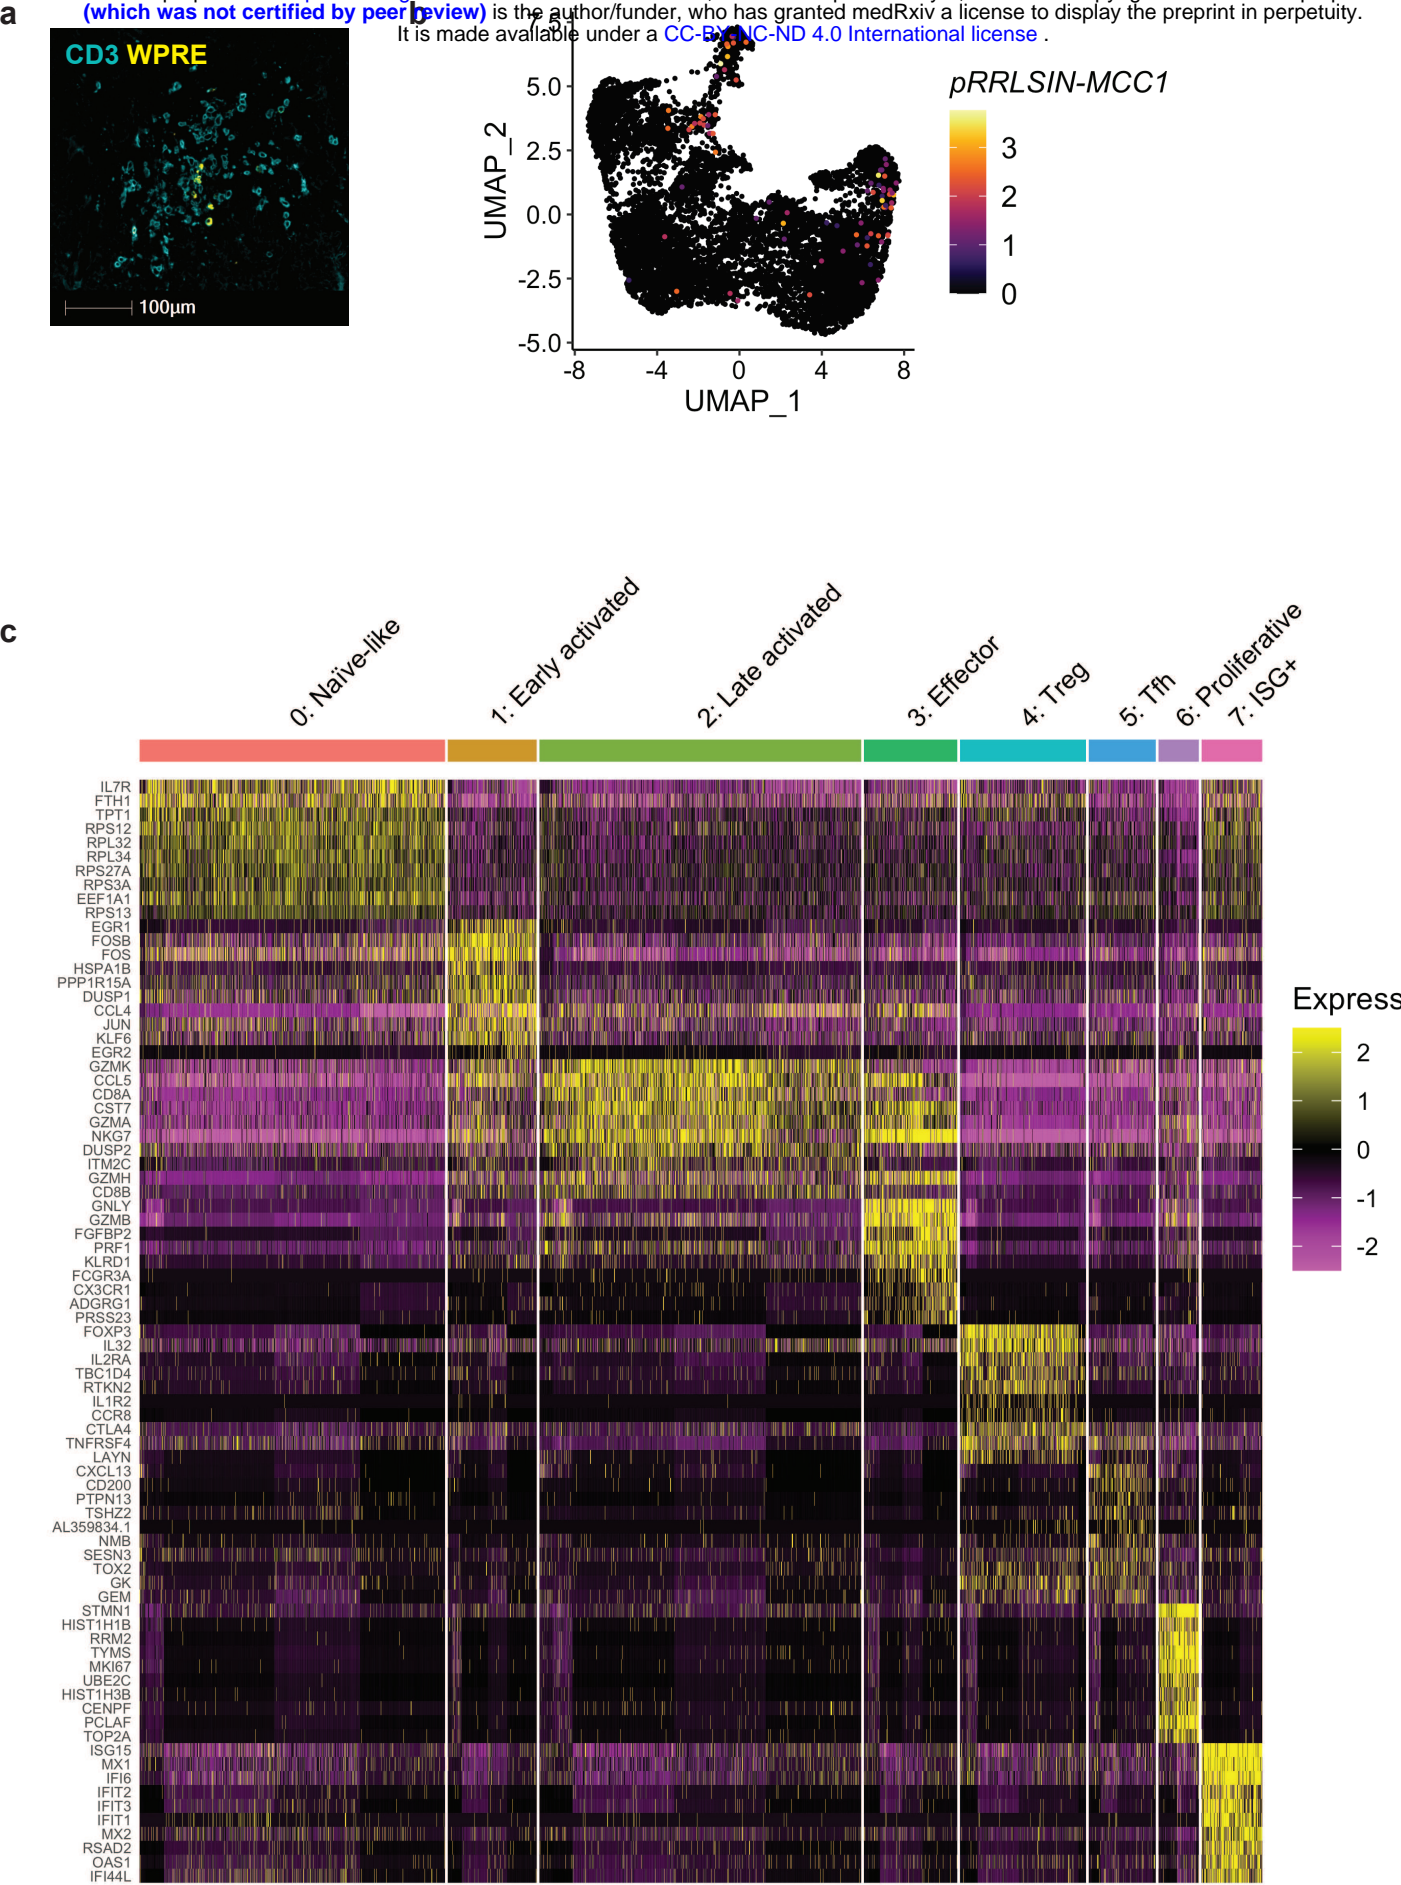 (which was not certified by peer review) is the author/funder, who has granted medRxiv a license to display the preprint in perpetuity.
It is made available under a CC-BY-NC-ND 4.0 International license .
a
CD3 WPRE
100µm
b
7.5
5.0
2.5
0.0
-2.5
-5.0
UMAP_2
-8
-4
0
4
8
UMAP_1
pRRLSIN-MCC1
3
2
1
0
c
0: Naïve-like
1: Early activated
2: Late activated
3: Effector
4: Treg
5: Tfh
6: Proliferative
7: ISG+
IL7R
FTH1
TPT1
RPS12
RPL32
RPL34
RPS27A
RPS3A
EEF1A1
RPS13
EGR1
FOSB
FOS
HSPA1B
PPP1R15A
DUSP1
CCL4
JUN
KLF6
EGR2
GZMK
CCL5
CD8A
CST7
GZMA
NKG7
DUSP2
ITM2C
GZMH
CD8B
GNLY
GZMB
FGFBP2
PRF1
KLRD1
FCGR3A
CX3CR1
ADGRG1
PRSS23
FOXP3
IL32
IL2RA
TBC1D4
RTKN2
IL1R2
CCR8
CTLA4
TNFRSF4
LAYN
CXCL13
CD200
PTPN13
TSHZ2
AL359834.1
NMB
SESN3
TOX2
GK
GEM
STMN1
HIST1H1B
RRM2
TYMS
MKI67
UBE2C
HIST1H3B
CENPF
PCLAF
TOP2A
ISG15
MX1
IFI6
IFIT2
IFIT3
IFIT1
MX2
RSAD2
OAS1
IFI44L
Express
2
1
0
-1
-2